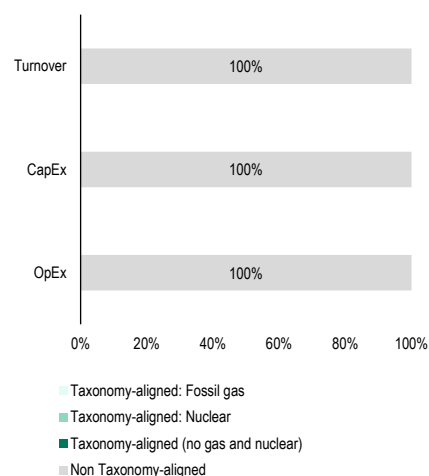 Turnover
100%
CapEx
100%
OpEx
100%
0% 20% 40% 60% 80% 100%
Taxonomy-aligned: Fossil gas
Taxonomy-aligned: Nuclear
Taxonomy-aligned (no gas and nuclear)
Non Taxonomy-aligned